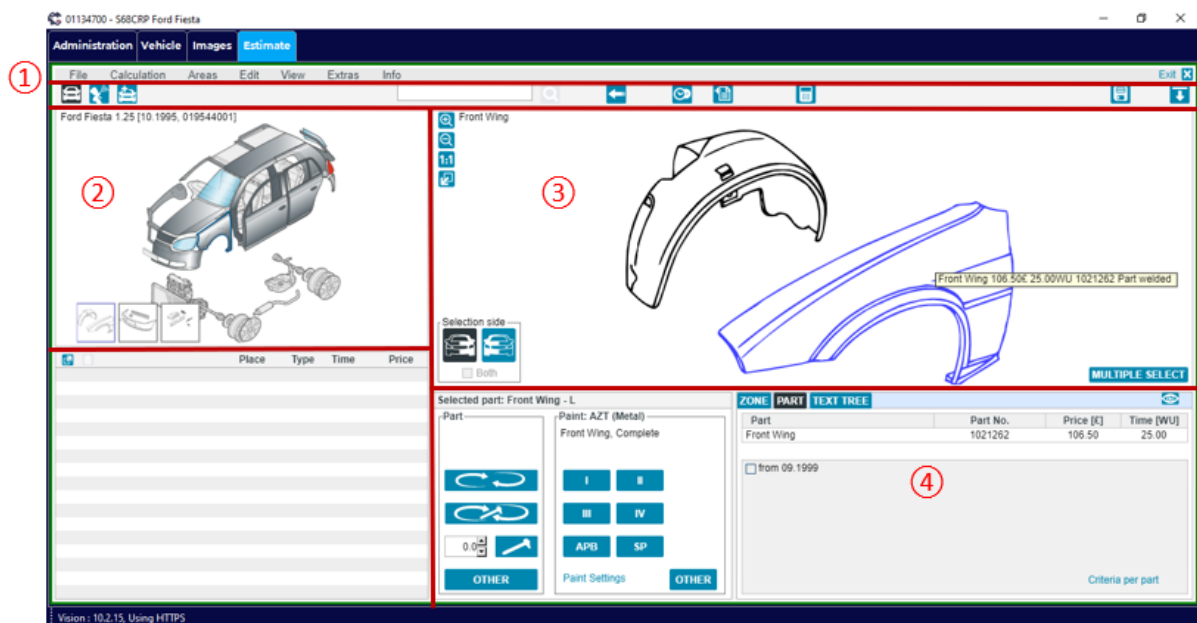 01134700 - S68CRP Ford Fiesta
Administration Vehicle Images Estimate
1
File Calculation Areas Edit View Extras Info Exit
Ford Fiesta 1.25 [10.1995, 019544001]
2
Front Wing
1:1
3
Front Wing 106.50£ 25.00WU 1021262 Part welded
Selection side
Both
MULTIPLE SELECT
Place Type Time Price
Selected part: Front Wing - L
Part
0.0
OTHER
Paint: AZT (Metal)
Front Wing, Complete
I II
III IV
APB SP
Paint Settings OTHER
ZONE PART TEXT TREE
Part Part No. Price [£] Time [WU]
Front Wing 1021262 106.50 25.00
from 09.1999
4
Criteria per part
Vision : 10.2.15, Using HTTPS